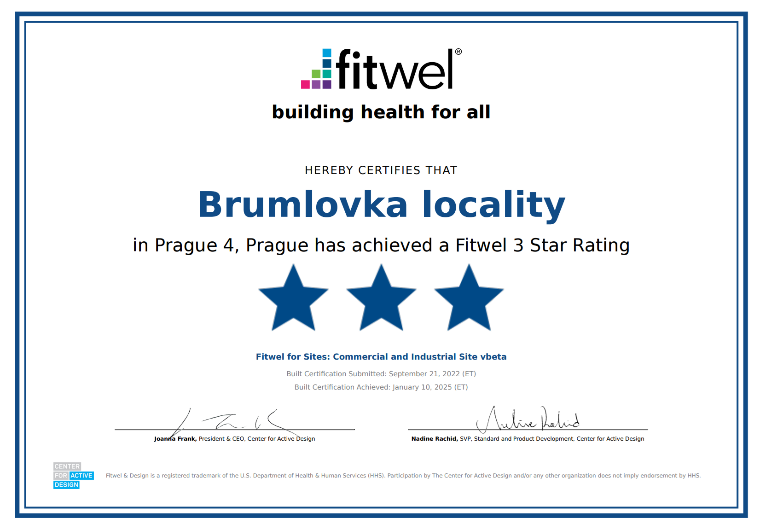 fitwel®
building health for all
HEREBY CERTIFIES THAT
Brumlovka locality
in Prague 4, Prague has achieved a Fitwel 3 Star Rating
Fitwel for Sites: Commercial and Industrial Site vbeta
Built Certification Submitted: September 21, 2022 (ET)
Built Certification Achieved: January 10, 2025 (ET)
Joanna Frank, President & CEO, Center for Active Design
Nadine Rachid, SVP, Standard and Product Development, Center for Active Design
CENTER
FOR ACTIVE
DESIGN
Fitwel & Design is a registered trademark of the U.S. Department of Health & Human Services (HHS). Participation by The Center for Active Design and/or any other organization does not imply endorsement by HHS.